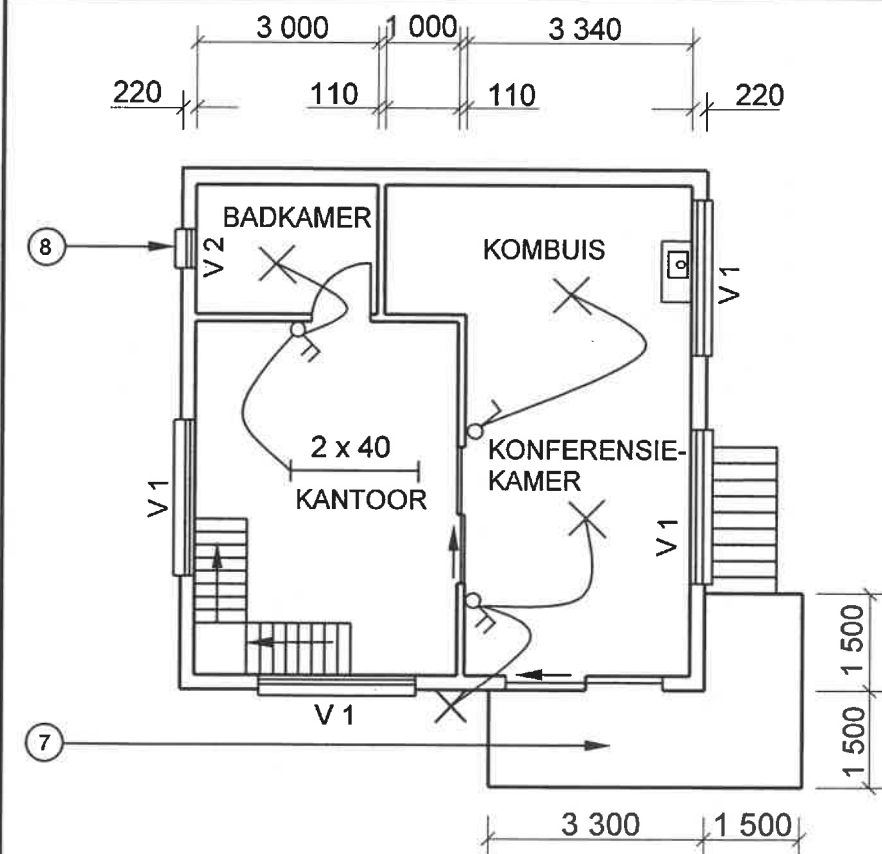 3 000 1 000 3 340
220 110 110 220
BADKAMER
8
V 2
KOMBUIS
V 1
2 x 40
KANTOOR
KONFERENSIE-
KAMER
V 1
V 1
V 1
7
1 500
1 500
3 300 1 500